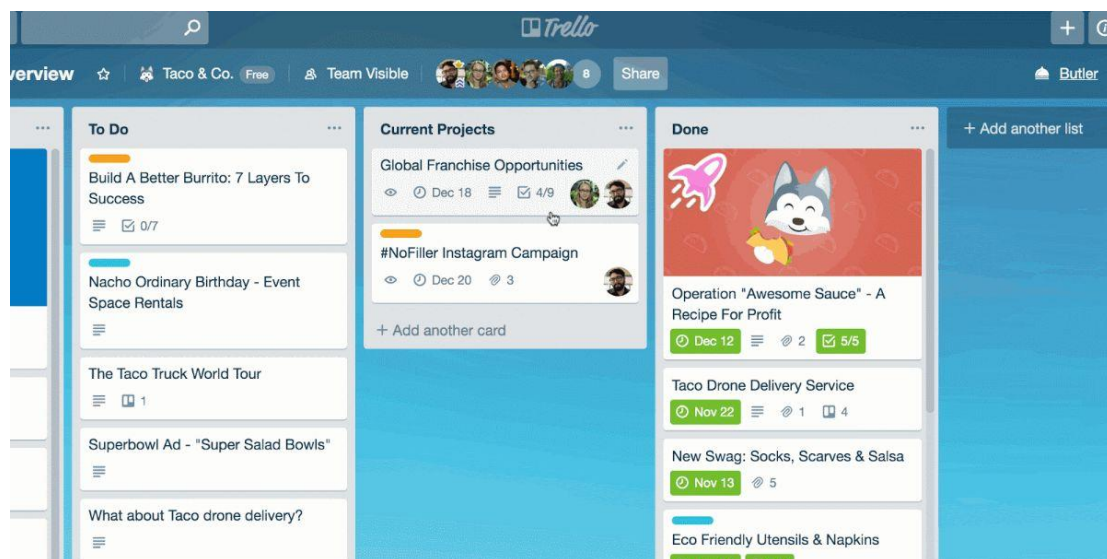 Trello
verview
Taco & Co. Free
Team Visible
8
Share
Butler
To Do
Build A Better Burrito: 7 Layers To
Success
0/7
Nacho Ordinary Birthday - Event
Space Rentals
The Taco Truck World Tour
1
Superbowl Ad - "Super Salad Bowls"
What about Taco drone delivery?
Current Projects
Global Franchise Opportunities
Dec 18 4/9
#NoFiller Instagram Campaign
Dec 20 3
+ Add another card
Done
Operation "Awesome Sauce" - A
Recipe For Profit
Dec 12 2 5/5
Taco Drone Delivery Service
Nov 22 1 4
New Swag: Socks, Scarves & Salsa
Nov 13 5
Eco Friendly Utensils & Napkins
+ Add another list